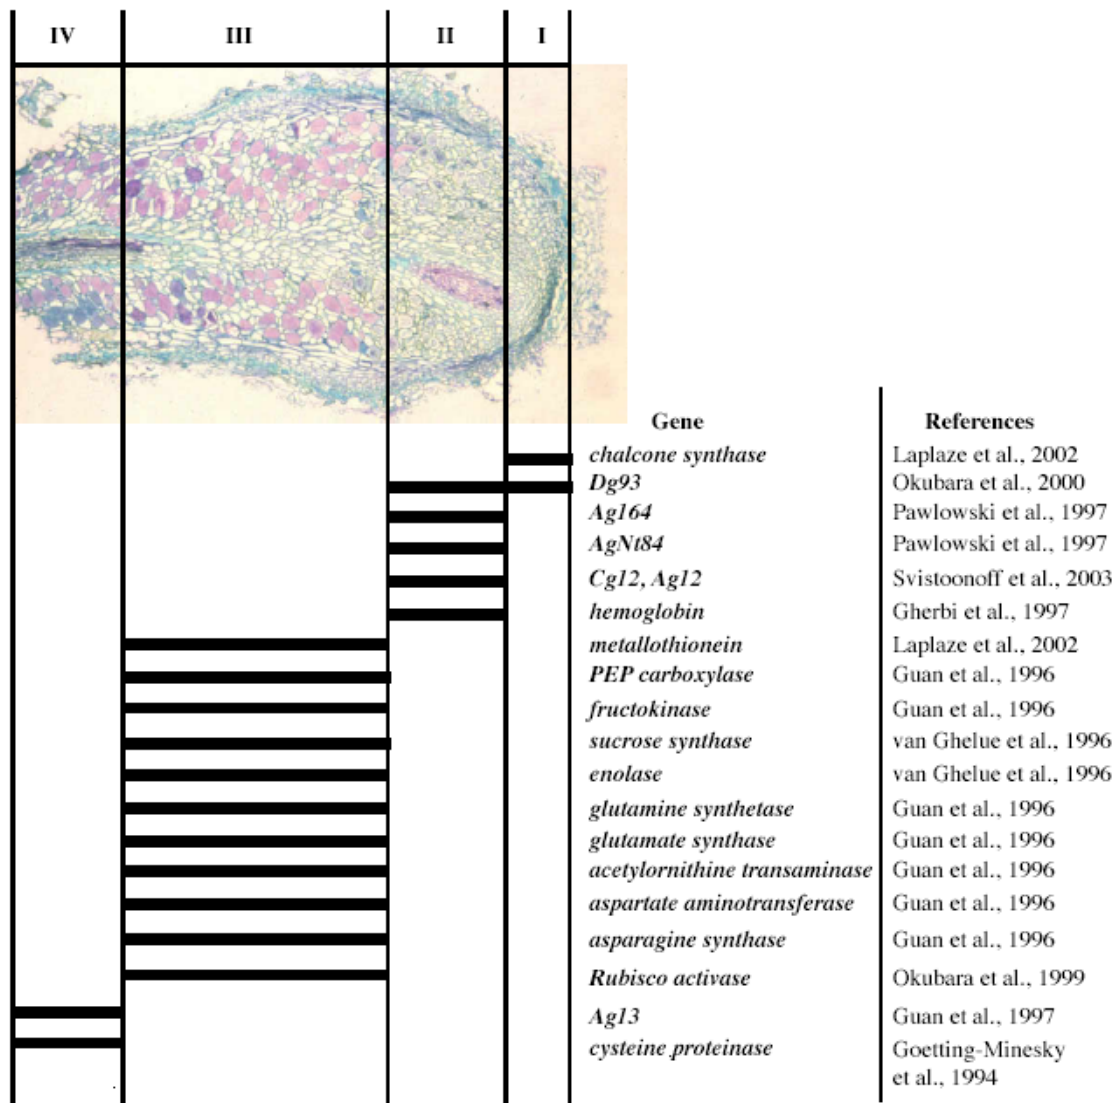 IV III II I
Gene References
chalcone synthase Laplaze et al., 2002
Dg93 Okubara et al., 2000
Ag164 Pawlowski et al., 1997
AgNt84 Pawlowski et al., 1997
Cg12, Ag12 Svistoonoff et al., 2003
hemoglobin Gherbi et al., 1997
metallothionein Laplaze et al., 2002
PEP carboxylase Guan et al., 1996
fructokinase Guan et al., 1996
sucrose synthase van Ghelue et al., 1996
enolase van Ghelue et al., 1996
glutamine synthetase Guan et al., 1996
glutamate synthase Guan et al., 1996
acetylornithine transaminase Guan et al., 1996
aspartate aminotransferase Guan et al., 1996
asparagine synthase Guan et al., 1996
Rubisco activase Okubara et al., 1999
Ag13 Guan et al., 1997
cysteine proteinase Goetting-Minesky
et al., 1994